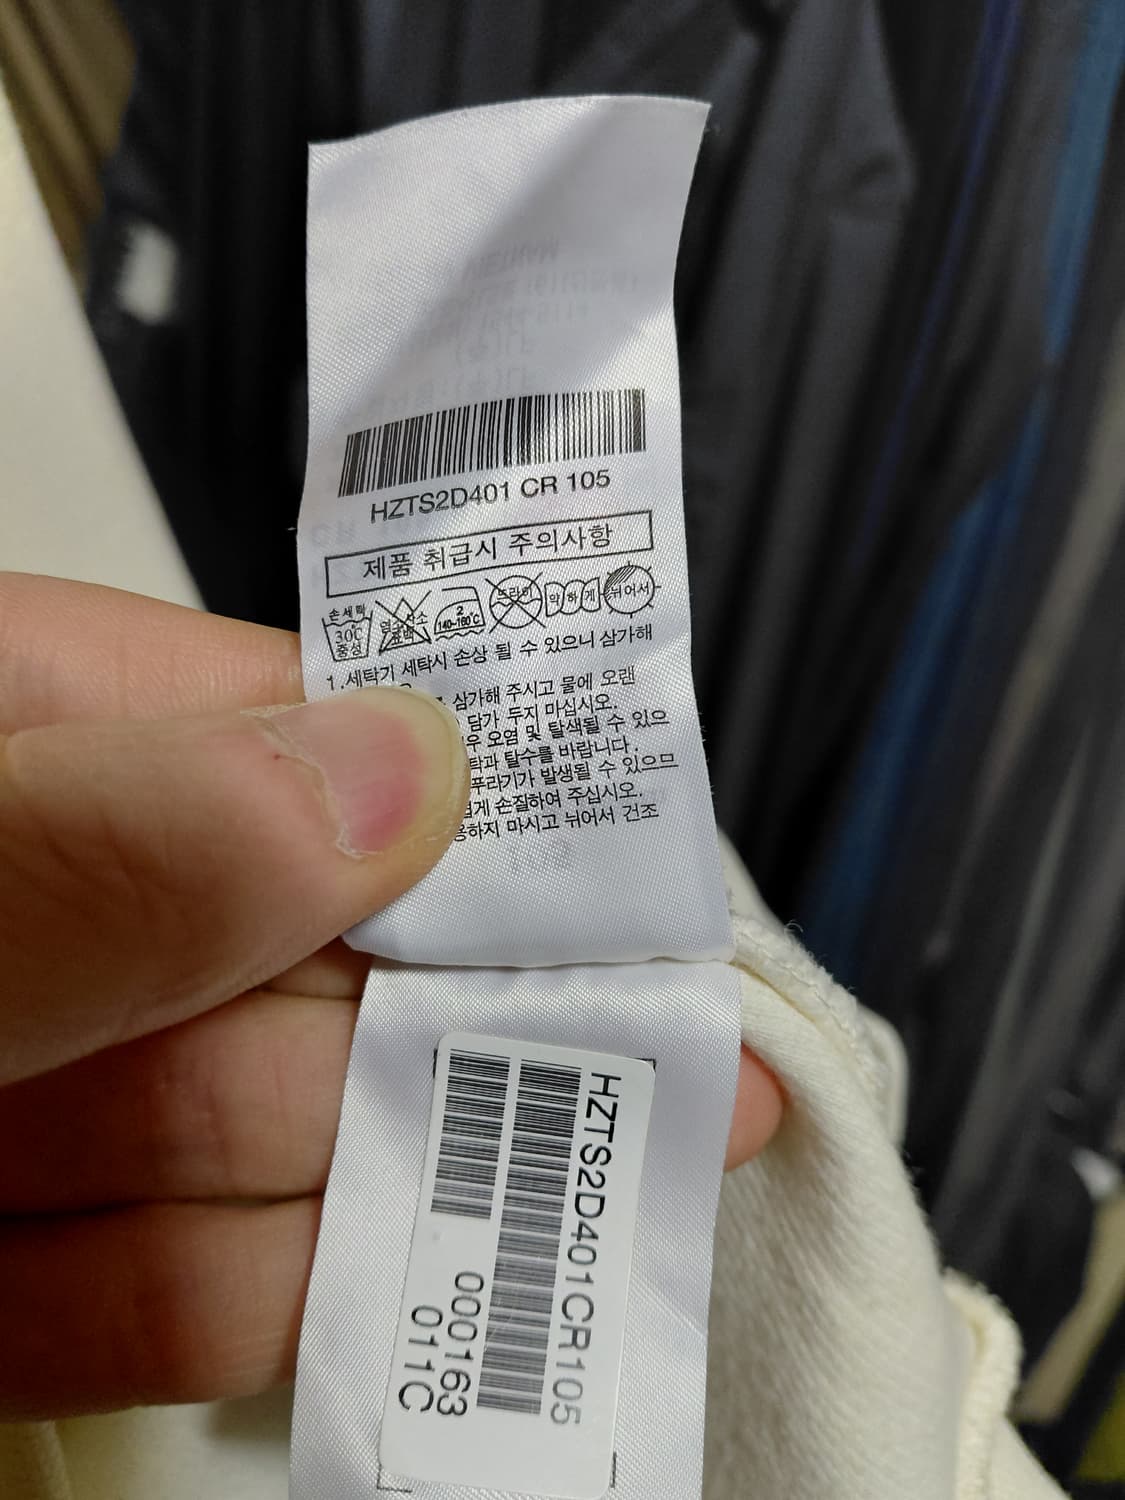 HZTS2D401 CR 105
제품 취급시 주의사항
손세탁
30℃
중성
염소
표백
2
140~160℃
드라이
약하게
뉘어서
1.세탁기 세탁시 손상 될 수 있으니 삼가해
삼가해 주시고 물에 오랜
담가 두지 마십시오.
우 오염 및 탈색될 수 있으
탁과 탈수를 바랍니다.
푸라기가 발생될 수 있으므
손질하여 주십시오.
용하지 마시고 뉘어서 건조
HZTS2D401CR105
000163
011C